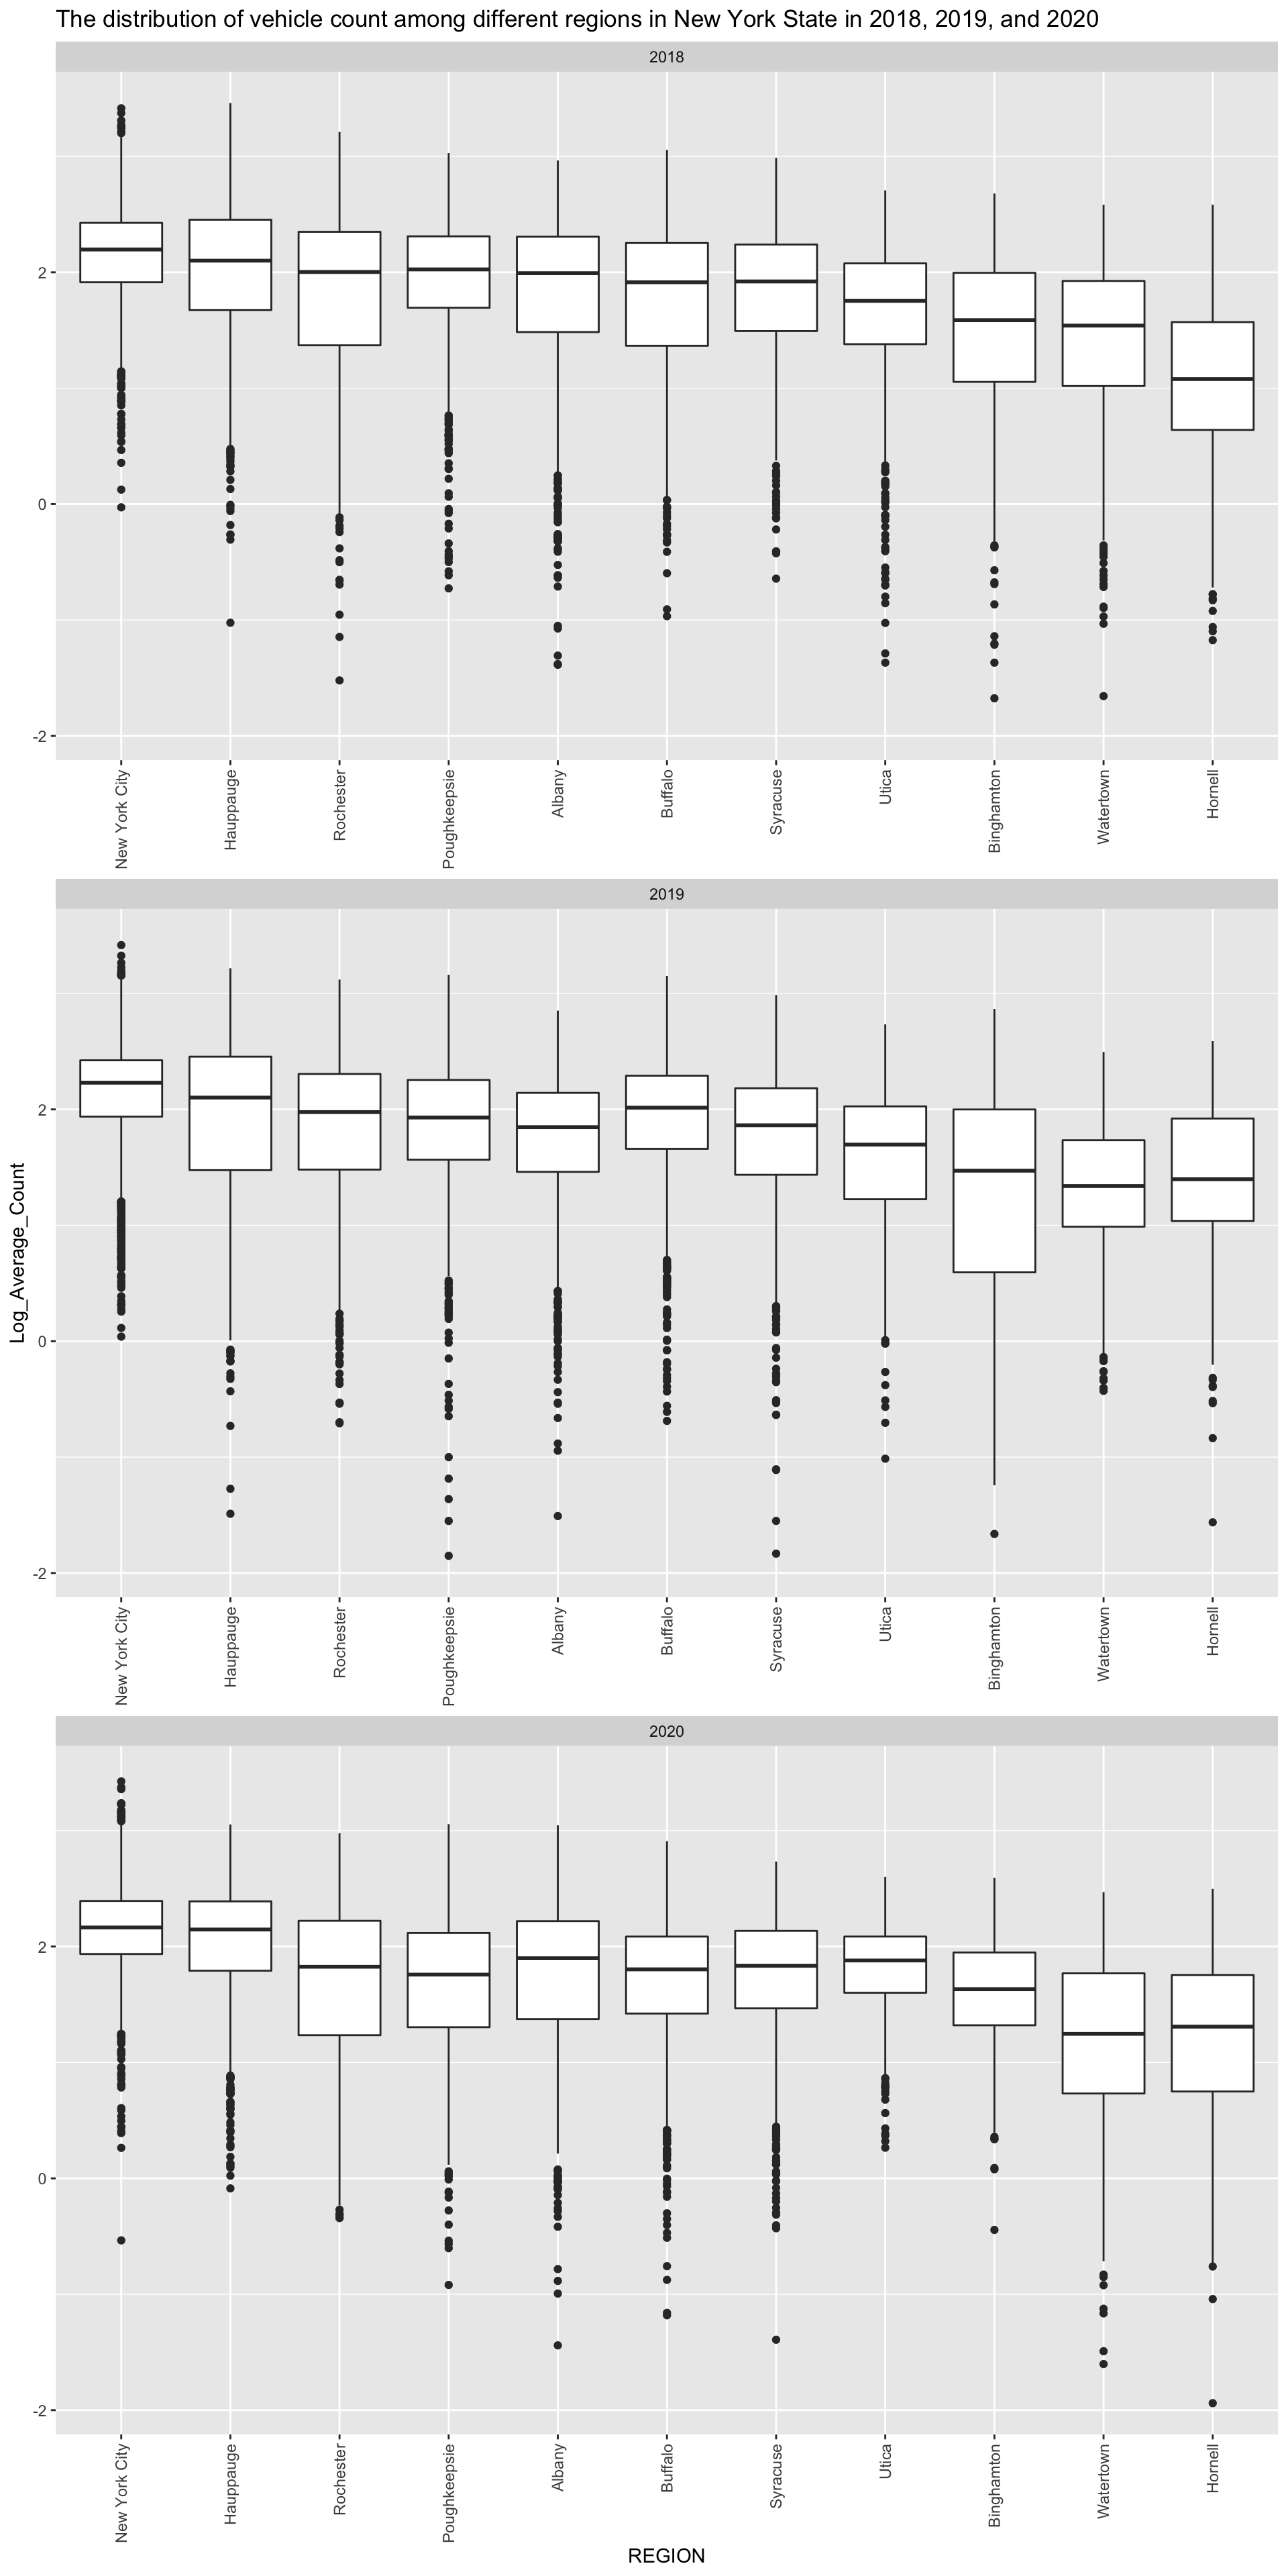 The distribution of vehicle count among different regions in New York State in 2018, 2019, and 2020
2018
2
0
-2
New York City
Hauppauge
Rochester
Poughkeepsie
Albany
Buffalo
Syracuse
Utica
Binghamton
Watertown
Hornell
2019
Log_Average_Count
2
0
-2
New York City
Hauppauge
Rochester
Poughkeepsie
Albany
Buffalo
Syracuse
Utica
Binghamton
Watertown
Hornell
2020
2
0
-2
New York City
Hauppauge
Rochester
Poughkeepsie
Albany
Buffalo
Syracuse
Utica
Binghamton
Watertown
Hornell
REGION